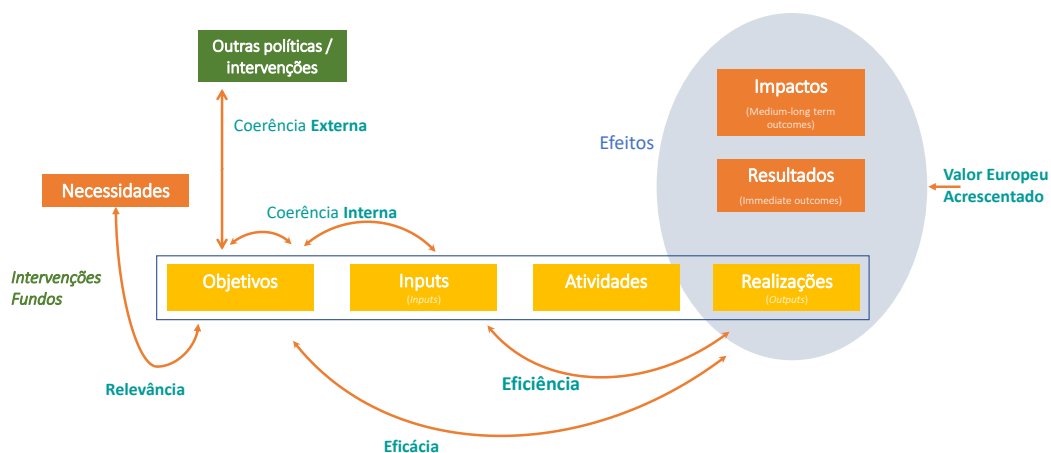 Outras políticas /
intervenções
Impactos
(Medium-long term
outcomes)
Coerência Externa
Efeitos
Resultados
(Immediate outcomes)
Valor Europeu
Acrescentado
Necessidades
Coerência Interna
Intervenções
Fundos
Objetivos
Inputs
(Inputs)
Atividades
Realizações
(Outputs)
Relevância
Eficiência
Eficácia